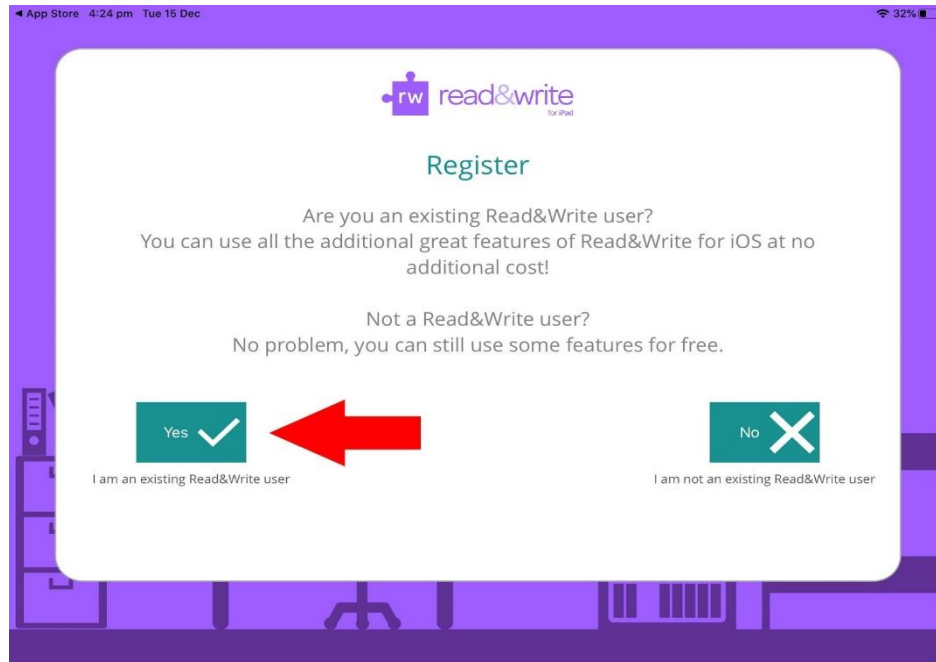 ◀ App Store 4:24 pm Tue 15 Dec 32%
rw read&write
for iPad
Register
Are you an existing Read&Write user?
You can use all the additional great features of Read&Write for iOS at no
additional cost!
Not a Read&Write user?
No problem, you can still use some features for free.
Yes No
I am an existing Read&Write user I am not an existing Read&Write user